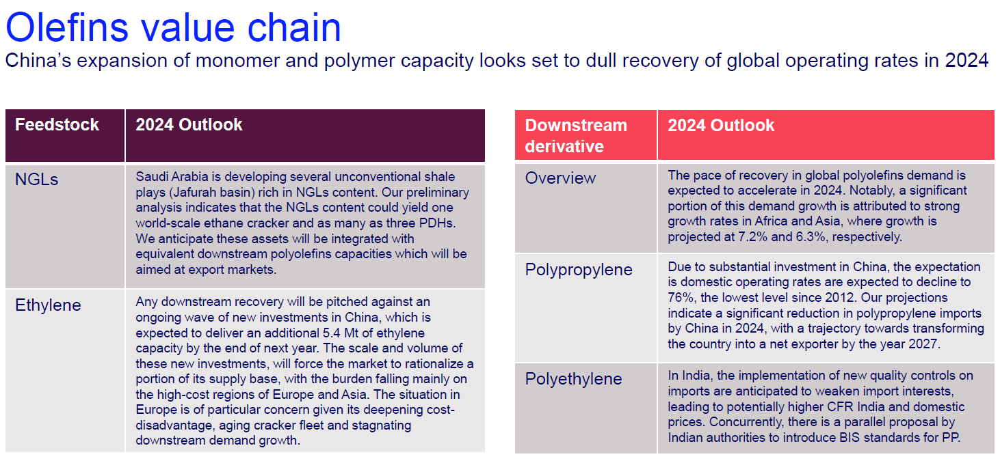 Olefins value chain
China's expansion of monomer and polymer capacity looks set to dull recovery of global operating rates in 2024
Feedstock
2024 Outlook
NGLs
Saudi Arabia is developing several unconventional shale
plays (Jafurah basin) rich in NGLs content. Our preliminary
analysis indicates that the NGLs content could yield one
world-scale ethane cracker and as many as three PDHs.
We anticipate these assets will be integrated with
equivalent downstream polyolefins capacities which will be
aimed at export markets.
Ethylene
Any downstream recovery will be pitched against an
ongoing wave of new investments in China, which is
expected to deliver an additional 5.4 Mt of ethylene
capacity by the end of next year. The scale and volume of
these new investments, will force the market to rationalize a
portion of its supply base, with the burden falling mainly on
the high-cost regions of Europe and Asia. The situation in
Europe is of particular concern given its deepening cost-
disadvantage, aging cracker fleet and stagnating
downstream demand growth.
Downstream
derivative
2024 Outlook
Overview
The pace of recovery in global polyolefins demand is
expected to accelerate in 2024. Notably, a significant
portion of this demand growth is attributed to strong
growth rates in Africa and Asia, where growth is
projected at 7.2% and 6.3%, respectively.
Polypropylene
Due to substantial investment in China, the expectation
is domestic operating rates are expected to decline to
76%, the lowest level since 2012. Our projections
indicate a significant reduction in polypropylene imports
by China in 2024, with a trajectory towards transforming
the country into a net exporter by the year 2027.
Polyethylene
In India, the implementation of new quality controls on
imports are anticipated to weaken import interests,
leading to potentially higher CFR India and domestic
prices. Concurrently, there is a parallel proposal by
Indian authorities to introduce BIS standards for PP.